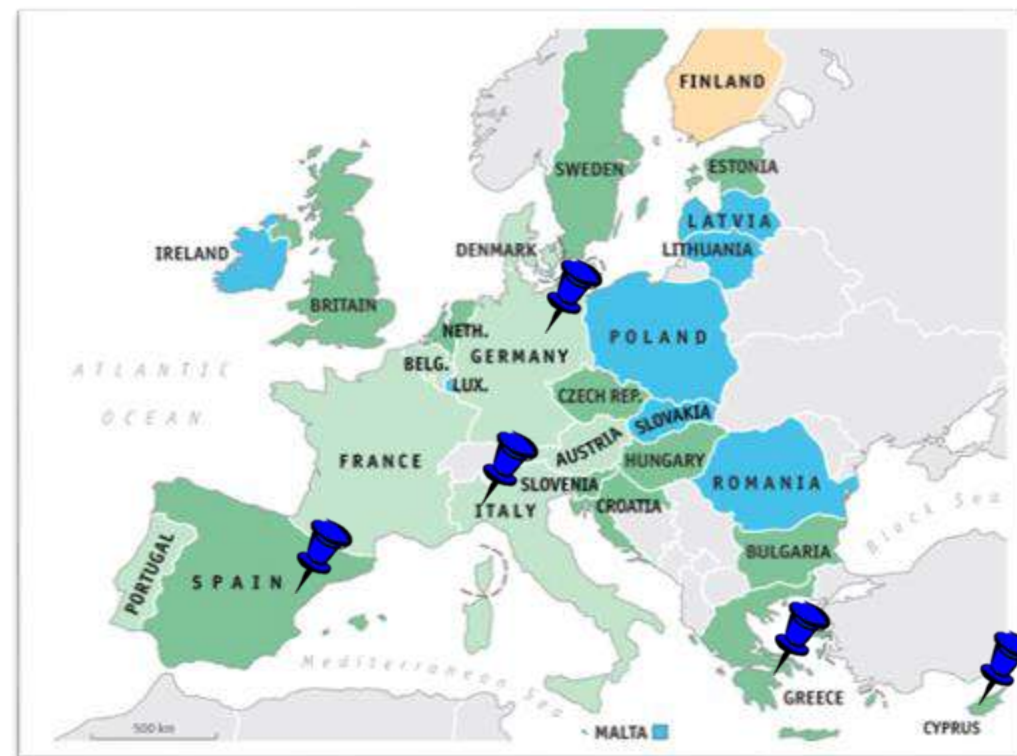 FINLAND
SWEDEN
ESTONIA
LATVIA
LITHUANIA
DENMARK
IRELAND
BRITAIN
NETH.
POLAND
GERMANY
BELG.
LUX.
ATLANTIC
OCEAN
CZECH REP.
SLOVAKIA
AUSTRIA
FRANCE
HUNGARY
SLOVENIA
ROMANIA
CROATIA
ITALY
Black Sea
BULGARIA
PORTUGAL
SPAIN
Mediterranean Sea
GREECE
CYPRUS
500 km
MALTA